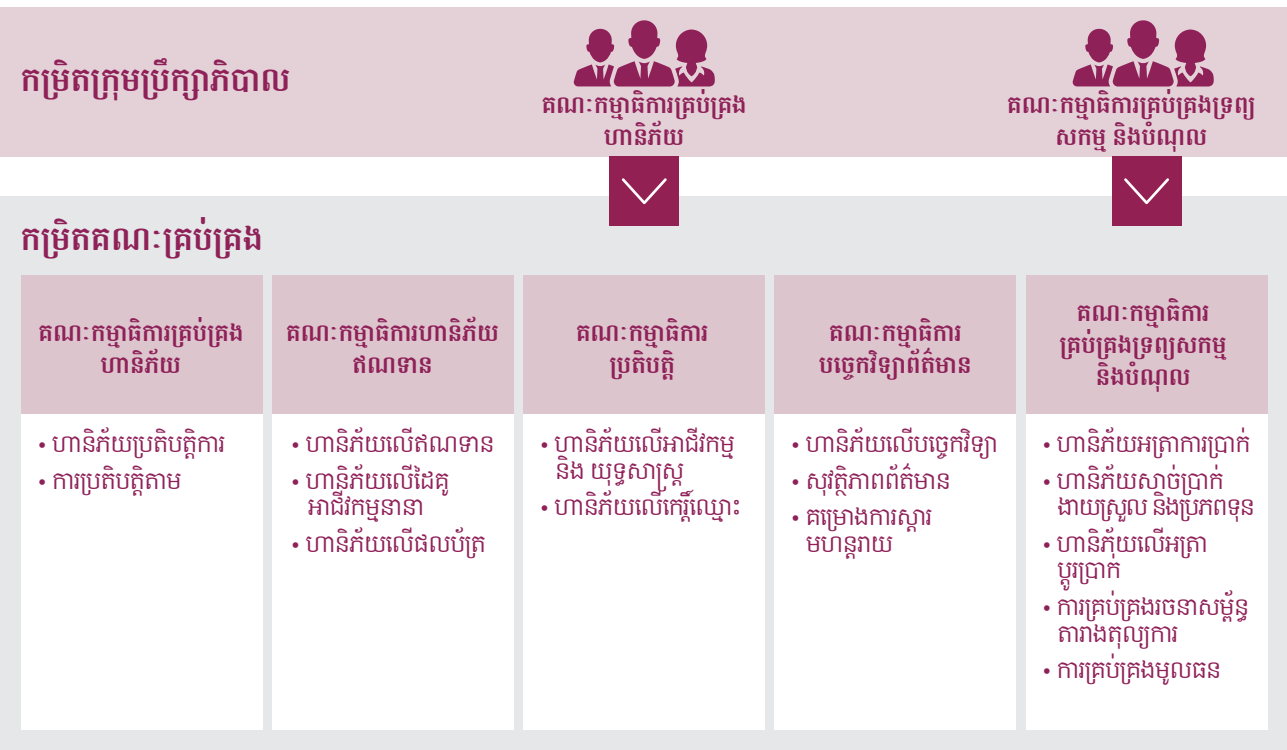 កម្រិតក្រុមប្រឹក្សាភិបាល
គណៈកម្មាធិការគ្រប់គ្រង
ហានិភ័យ
គណៈកម្មាធិការគ្រប់គ្រងទ្រព្យ
សកម្ម និងបំណុល
កម្រិតគណៈគ្រប់គ្រង
គណៈកម្មាធិការគ្រប់គ្រង
ហានិភ័យ
• ហានិភ័យប្រតិបត្តិការ
• ការប្រតិបត្តិតាម
គណៈកម្មាធិការហានិភ័យ
ឥណទាន
• ហានិភ័យលើឥណទាន
• ហានិភ័យលើដៃគូ
អាជីវកម្មនានា
• ហានិភ័យលើផលប័ត្រ
គណៈកម្មាធិការ
ប្រតិបត្តិ
• ហានិភ័យលើអាជីវកម្ម
និង យុទ្ធសាស្ត្រ
• ហានិភ័យលើកេរ្តិ៍ឈ្មោះ
គណៈកម្មាធិការ
បច្ចេកវិទ្យាព័ត៌មាន
• ហានិភ័យលើបច្ចេកវិទ្យា
• សុវត្ថិភាពព័ត៌មាន
• គម្រោងការស្តារ
មហន្តរាយ
គណៈកម្មាធិការ
គ្រប់គ្រងទ្រព្យសកម្ម
និងបំណុល
• ហានិភ័យអត្រាការប្រាក់
• ហានិភ័យសាច់ប្រាក់
ងាយស្រួល និងប្រភពទុន
• ហានិភ័យលើអត្រា
ប្តូរប្រាក់
• ការគ្រប់គ្រងរចនាសម្ព័ន្ធ
តារាងតុល្យការ
• ការគ្រប់គ្រងមូលធន